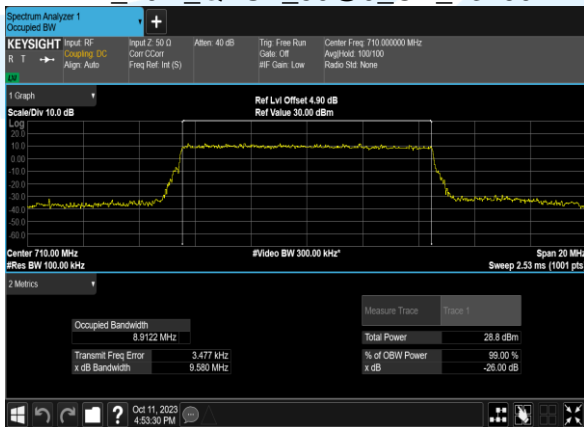 Spectrum Analyzer 1
Occupied BW
+
KEYSIGHT
R T
Input: RF
Coupling: DC
Align: Auto
Input Z: 50 Ω
Corr CCorr
Freq Ref: Int (S)
Atten: 40 dB
Trig: Free Run
Gate: Off
#IF Gain: Low
Center Freq: 710.000000 MHz
Avg|Hold: 100/100
Radio Std: None
1 Graph
Scale/Div 10.0 dB
Ref Lvl Offset 4.90 dB
Ref Value 30.00 dBm
Log
20.0
10.0
0.00
-10.0
-20.0
-30.0
-40.0
-50.0
-60.0
Center 710.00 MHz
#Res BW 100.00 kHz
#Video BW 300.00 kHz*
Span 20 MHz
Sweep 2.53 ms (1001 pts
2 Metrics
Measure Trace Trace 1
Occupied Bandwidth
8.9122 MHz
Total Power 28.8 dBm
Transmit Freq Error 3.477 kHz
% of OBW Power 99.00 %
x dB Bandwidth 9.580 MHz
x dB -26.00 dB
?
Oct 11, 2023
4:53:30 PM